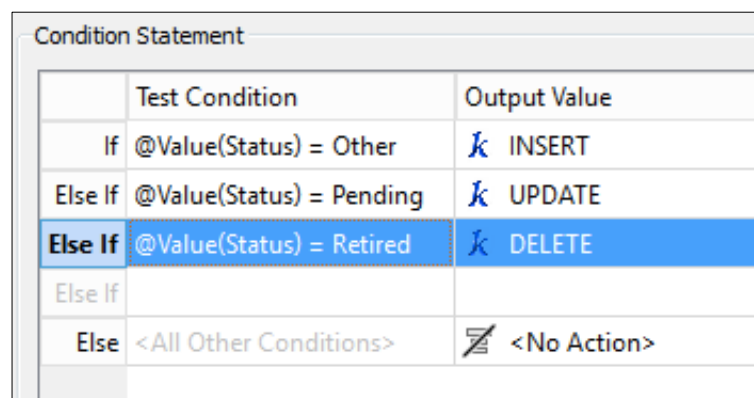 Condition Statement
Test Condition Output Value
If @Value(Status) = Other k INSERT
Else If @Value(Status) = Pending k UPDATE
Else If @Value(Status) = Retired k DELETE
Else If
Else <All Other Conditions> <No Action>